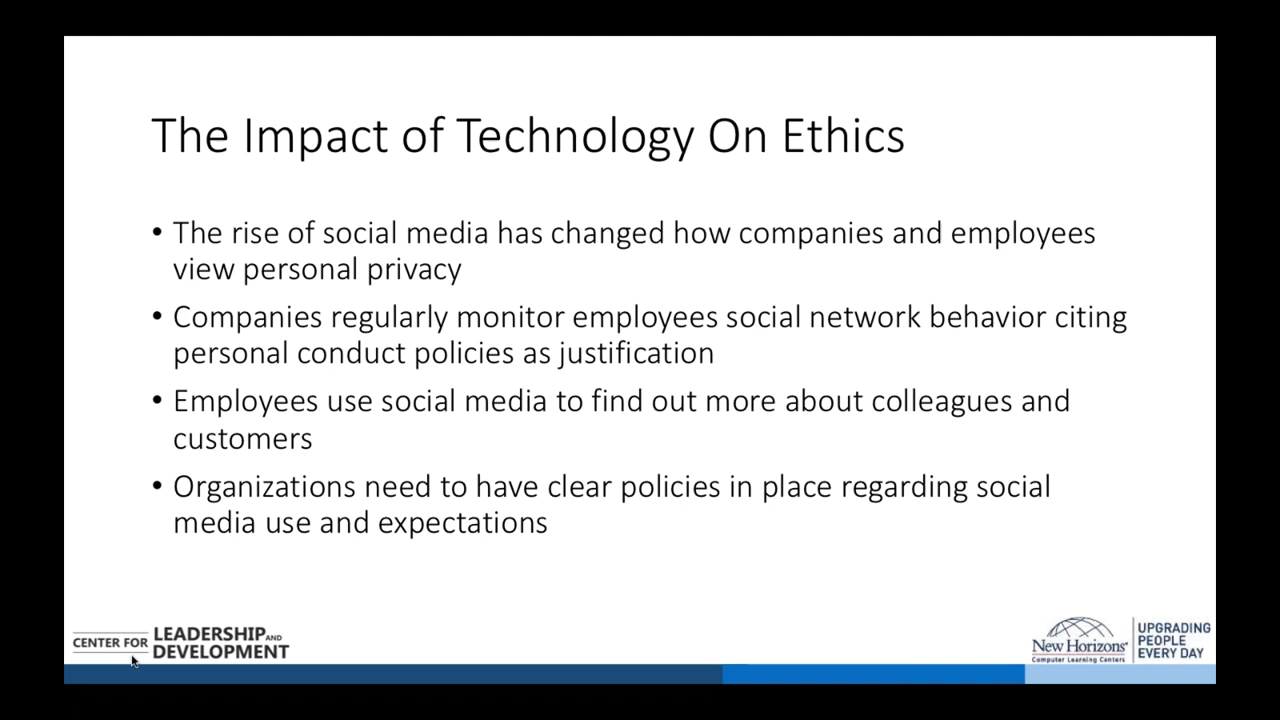 The Impact of Technology On Ethics
• The rise of social media has changed how companies and employees
view personal privacy
• Companies regularly monitor employees social network behavior citing
personal conduct policies as justification
• Employees use social media to find out more about colleagues and
customers
• Organizations need to have clear policies in place regarding social
media use and expectations
CENTER FOR LEADERSHIP AND
DEVELOPMENT
New Horizons®
Computer Learning Centers
UPGRADING
PEOPLE
EVERY DAY